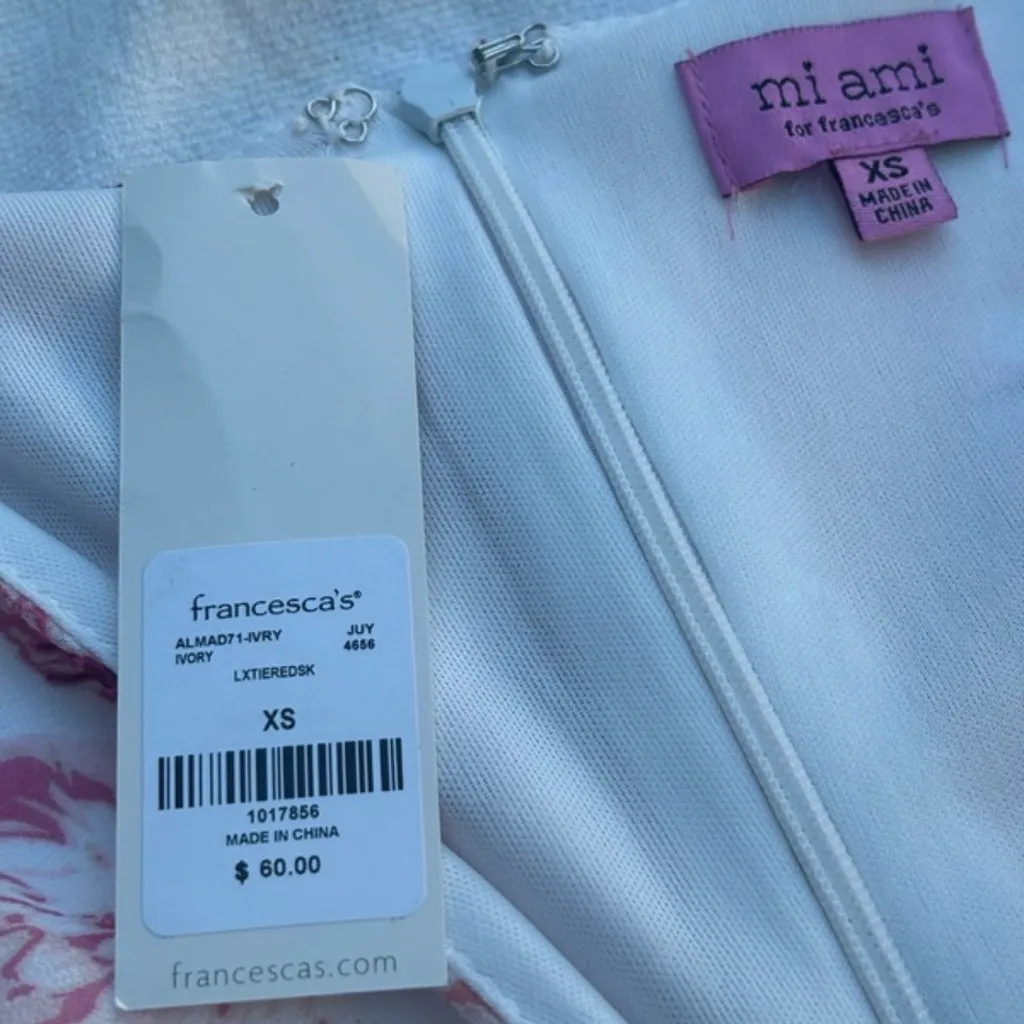 mi ami
for francesca's
XS
MADE IN
CHINA
francesca's®
ALMAD71-IVRY JUY
IVORY 4656
LXTIEREDSK
XS
1017856
MADE IN CHINA
$ 60.00
francescas.com